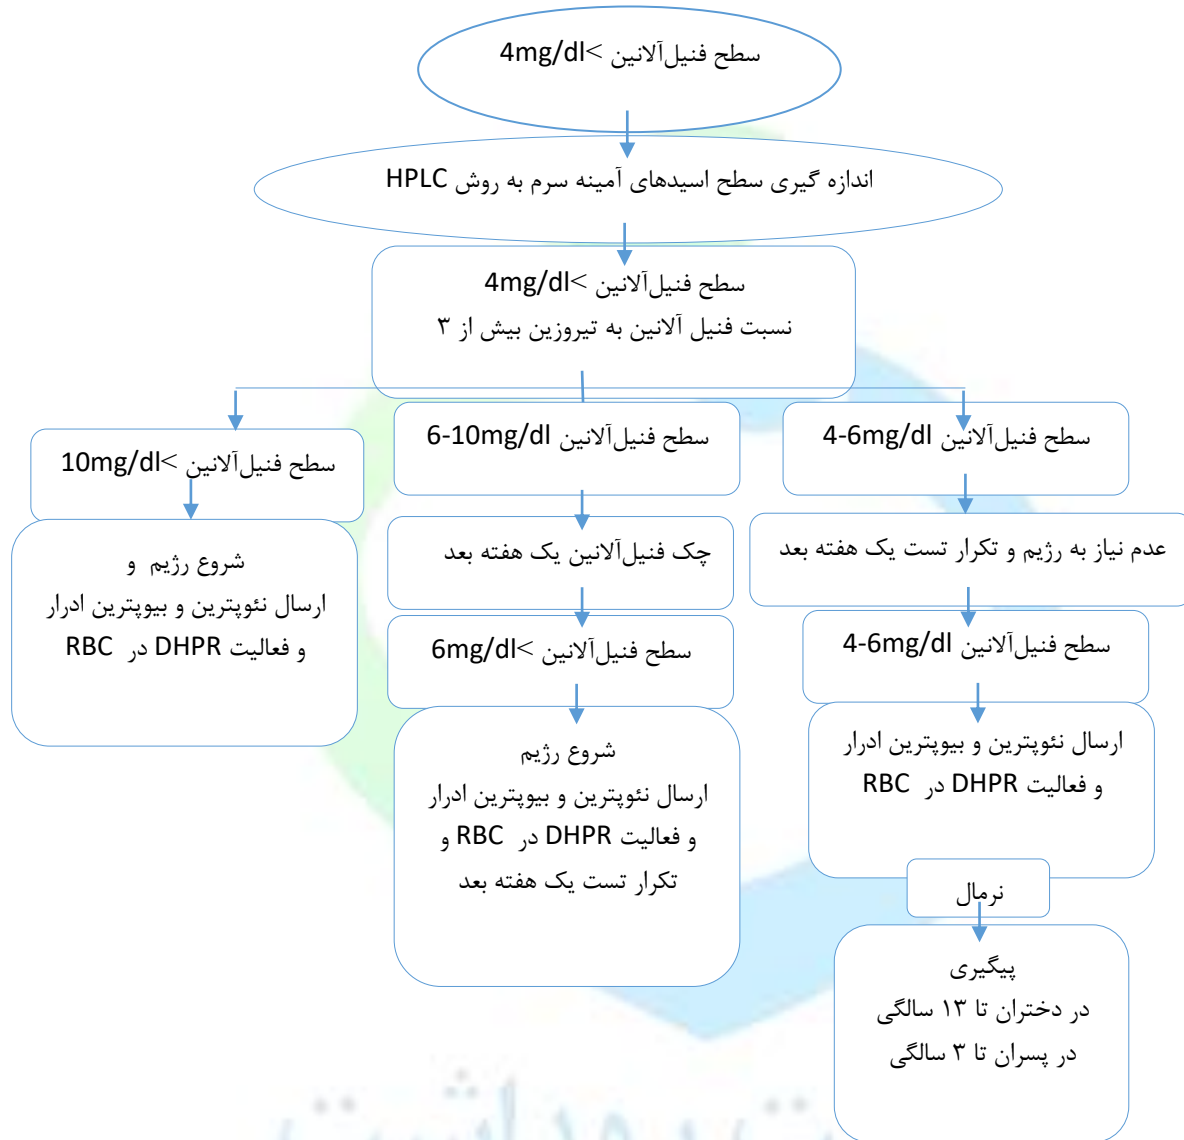 سطح فنیل‌آلانین >4mg/dl
اندازه گیری سطح اسیدهای آمینه سرم به روش HPLC
سطح فنیل‌آلانین >4mg/dl
نسبت فنیل آلانین به تیروزین بیش از ۳
سطح فنیل‌آلانین 4-6mg/dl
عدم نیاز به رژیم و تکرار تست یک هفته بعد
سطح فنیل‌آلانین 4-6mg/dl
ارسال نئوپترین و بیوپترین ادرار
و فعالیت DHPR در RBC
نرمال
پیگیری
در دختران تا ۱۳ سالگی
در پسران تا ۳ سالگی
سطح فنیل‌آلانین 6-10mg/dl
چک فنیل‌آلانین یک هفته بعد
سطح فنیل‌آلانین >6mg/dl
شروع رژیم
ارسال نئوپترین و بیوپترین ادرار
و فعالیت DHPR در RBC و
تکرار تست یک هفته بعد
سطح فنیل‌آلانین >10mg/dl
شروع رژیم و
ارسال نئوپترین و بیوپترین ادرار
و فعالیت DHPR در RBC